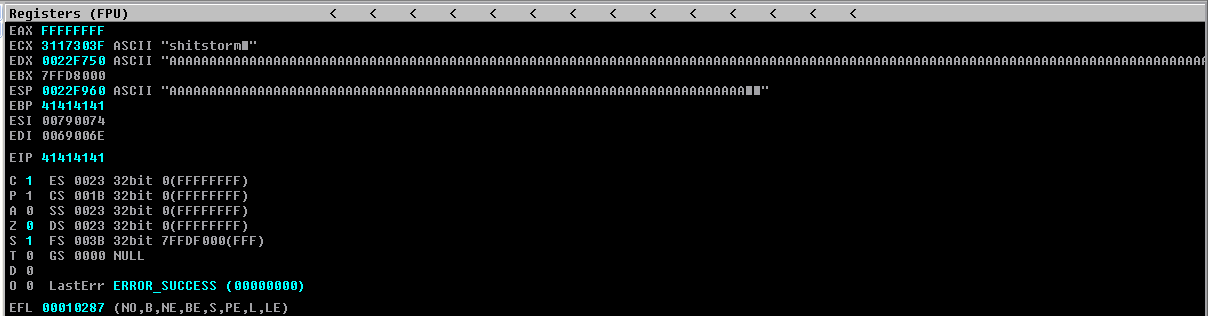 Registers (FPU) < < < < < < < < < < < < < <
EAX FFFFFFFF
ECX 3117303F ASCII "shitstorm■"
EDX 0022F750 ASCII "AAAAAAAAAAAAAAAAAAAAAAAAAAAAAAAAAAAAAAAAAAAAAAAAAAAAAAAAAAAAAAAAAAAAAAAAAAAAAAAAAAAAAAAAAAAAAAAAAAAAAAAAAAAAAAAAAAAAAAAAAAAAAAAAAA
EBX 7FFD8000
ESP 0022F960 ASCII "AAAAAAAAAAAAAAAAAAAAAAAAAAAAAAAAAAAAAAAAAAAAAAAAAAAAAAAAAAAAAAAAAAAAAAAA■■"
EBP 41414141
ESI 00790074
EDI 0069006E
EIP 41414141
C 1 ES 0023 32bit 0(FFFFFFFF)
P 1 CS 001B 32bit 0(FFFFFFFF)
A 0 SS 0023 32bit 0(FFFFFFFF)
Z 0 DS 0023 32bit 0(FFFFFFFF)
S 1 FS 003B 32bit 7FFDF000(FFF)
T 0 GS 0000 NULL
D 0
O 0 LastErr ERROR_SUCCESS (00000000)
EFL 00010287 (NO,B,NE,BE,S,PE,L,LE)